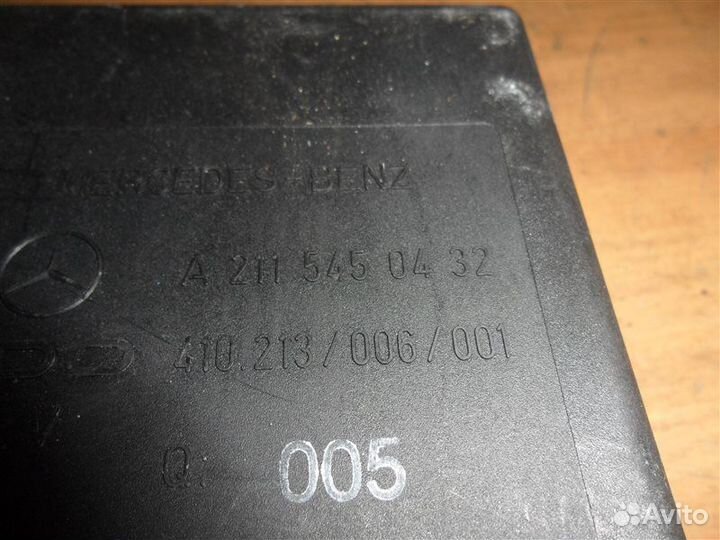 MERCEDES-BENZ
A 211 545 04 32
410.213/006/001
Q.
005
Avito